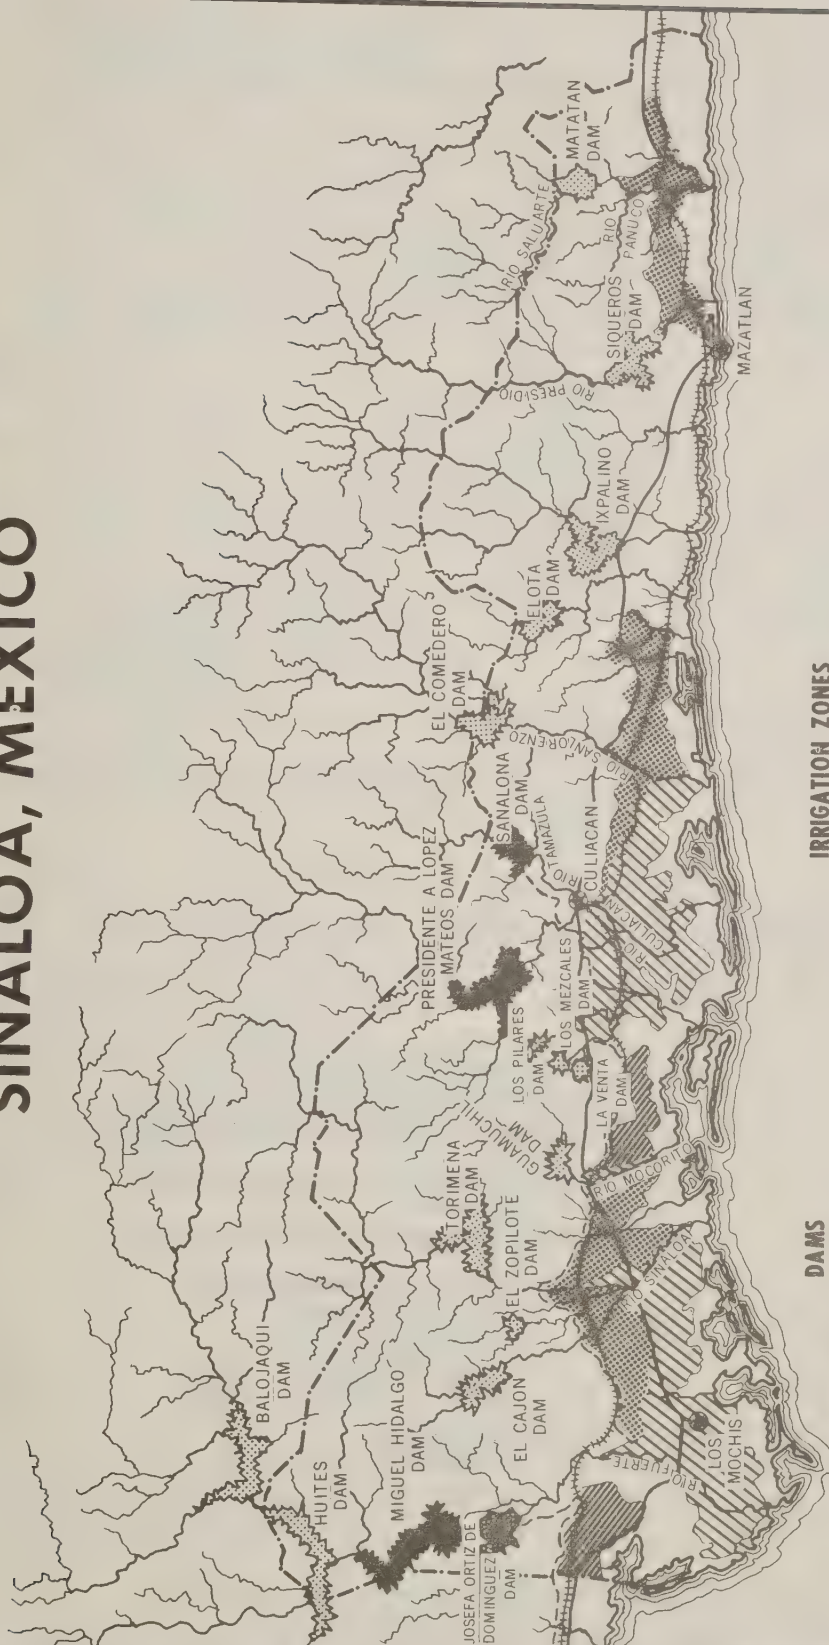 SINALOA, MEXICO
BALOJAQUI
DAM
HUITES
DAM
MIGUEL HIDALGO
DAM
JOSEFA ORTIZ DE
DOMINGUEZ
DAM
EL CAJON
DAM
EL ZOPILOTE
DAM
TORIMENA
DAM
GUAMUCHIL
DAM
LOS PILARES
DAM
LOS MEZCALES
DAM
LA VENTA
DAM
PRESIDENTE A LOPEZ
MATEOS DAM
SANALONA
DAM
EL COMEDERO
DAM
ELOTA
DAM
IXPALINO
DAM
SIQUEROS
DAM
MATATAN
DAM
RIO SALUARTE
RIO
PANUCO
RIO PRESIDIO
RIO SAN LORENZO
RIO SANLORENZO
RIO
TAMAZULA
CULIACAN
RIO
CULIACAN
RIO MOCORITO
RIO SINALOA
RIO FUERTE
LOS
MOCHIS
MAZATLAN
DAMS
IRRIGATION ZONES